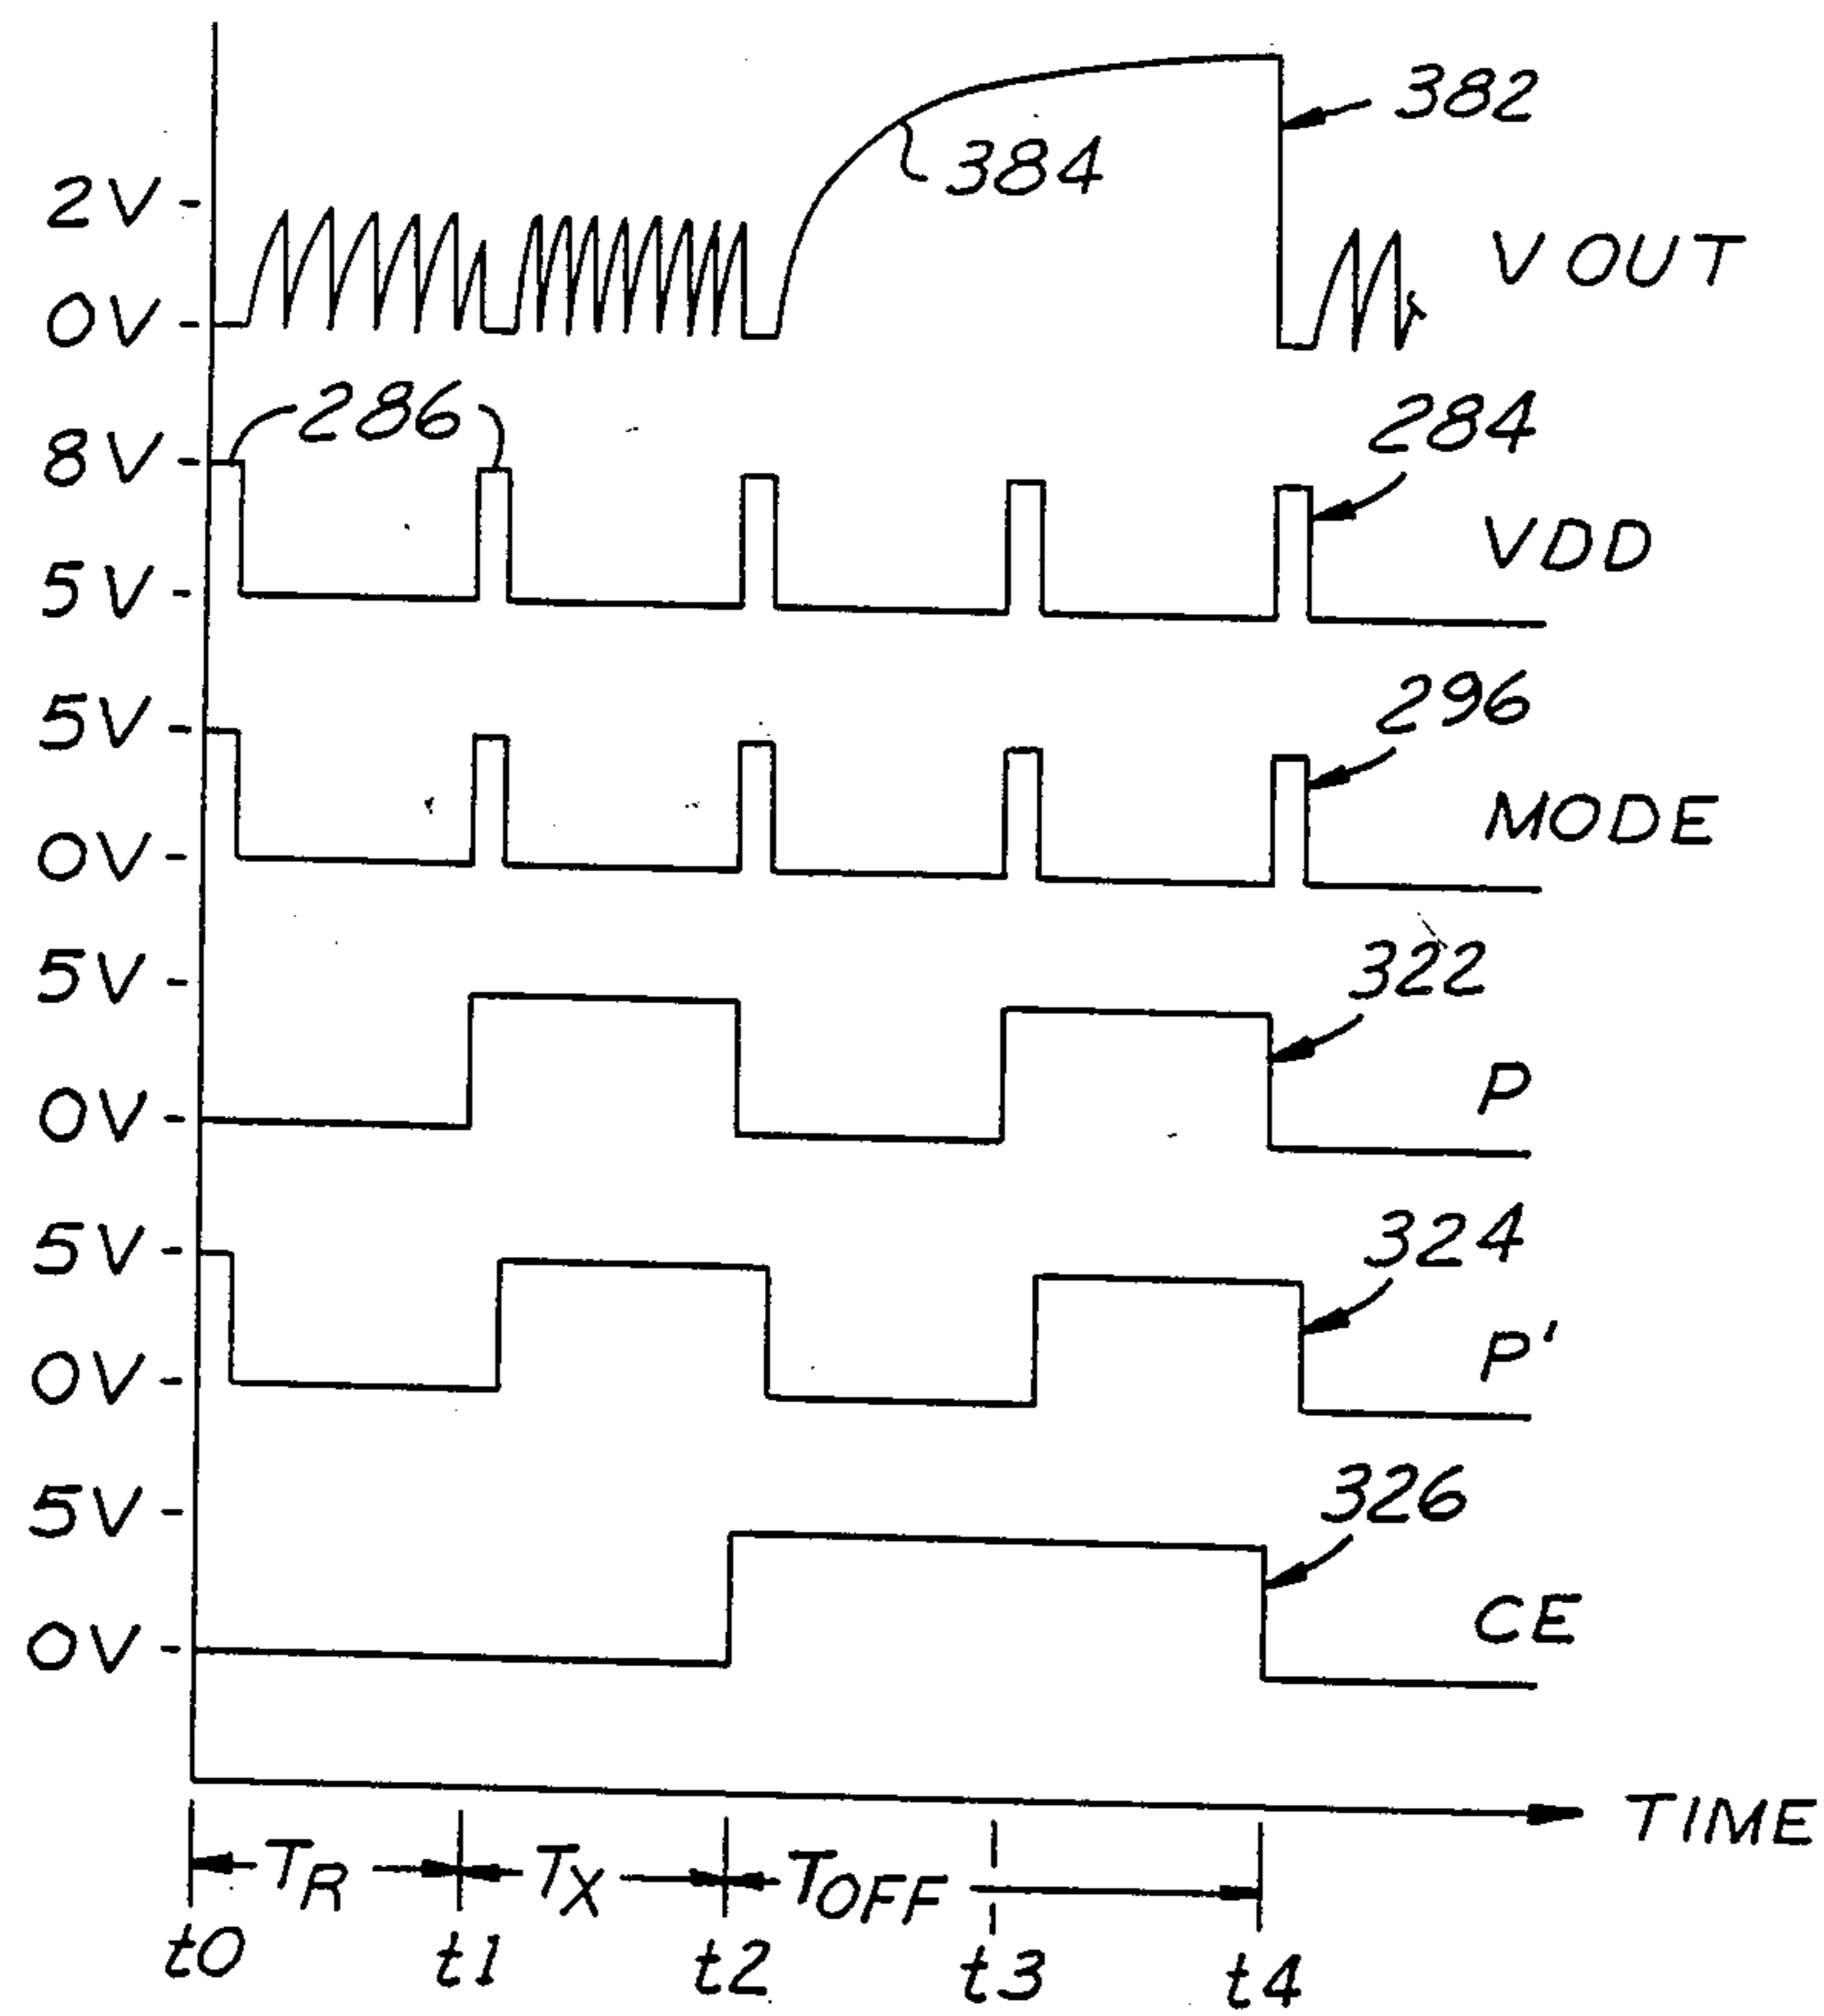 382
384
2V
V OUT
0V
286
284
8V
VDD
5V
296
5V
MODE
0V
322
5V
P
0V
324
5V
P'
0V
326
5V
CE
0V
TIME
TR TX TOFF
t0 t1 t2 t3 t4